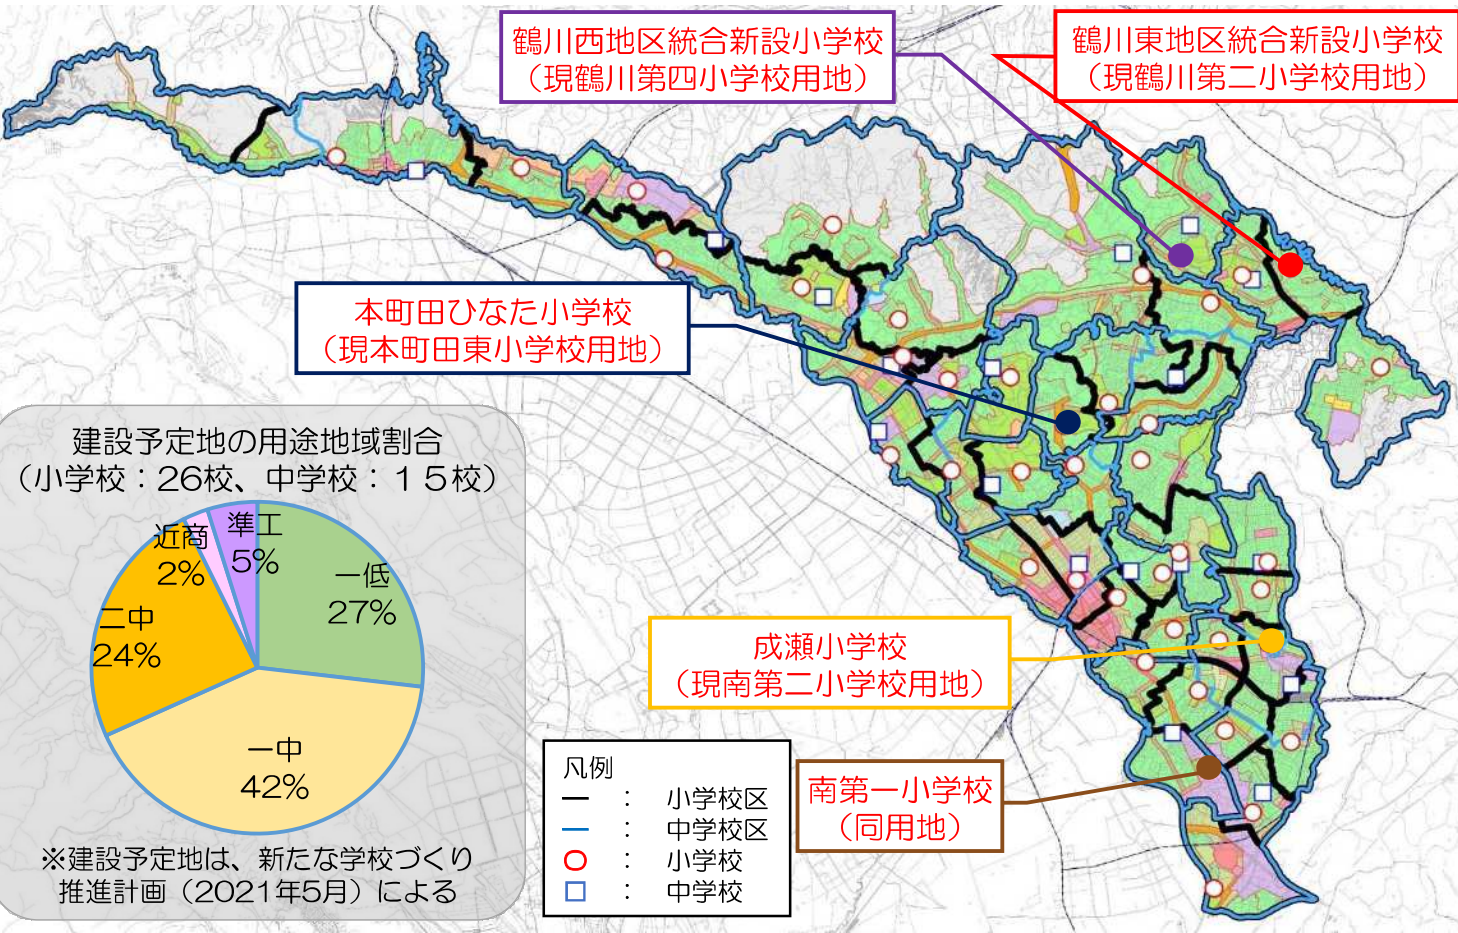 鶴川西地区統合新設小学校
（現鶴川第四小学校用地）
鶴川東地区統合新設小学校
（現鶴川第二小学校用地）
本町田ひなた小学校
（現本町田東小学校用地）
建設予定地の用途地域割合
（小学校：26校、中学校：１５校）
近商
2%
準工
5%
一低
27%
二中
24%
一中
42%
※建設予定地は、新たな学校づくり
推進計画（2021年5月）による
成瀬小学校
（現南第二小学校用地）
南第一小学校
（同用地）
凡例
： 小学校区
： 中学校区
： 小学校
： 中学校